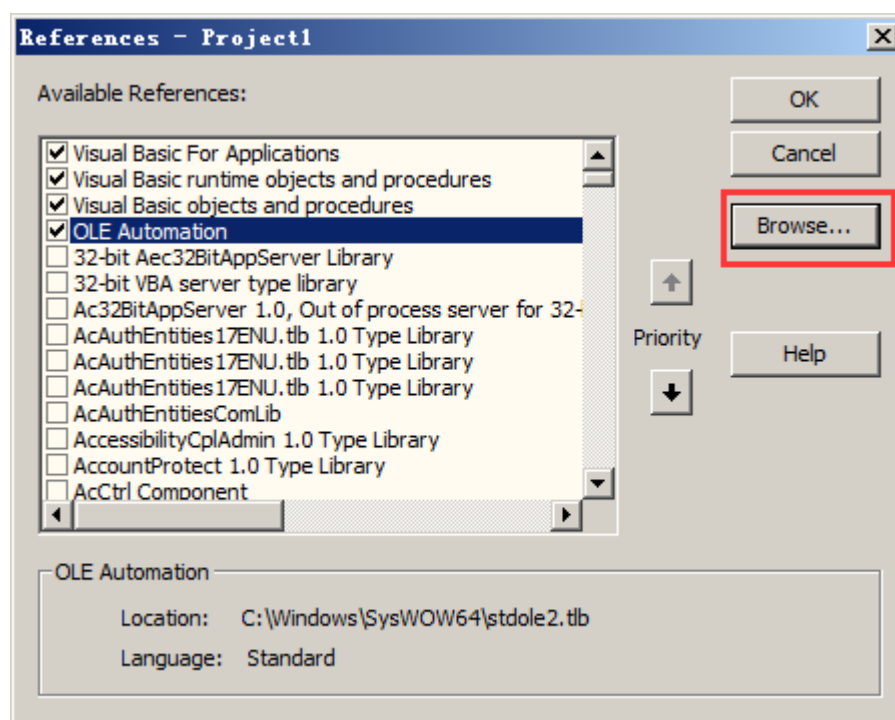 References - Project1
Available References:
OK
Cancel
Browse...
Help
Visual Basic For Applications
Visual Basic runtime objects and procedures
Visual Basic objects and procedures
OLE Automation
32-bit Aec32BitAppServer Library
32-bit VBA server type library
Ac32BitAppServer 1.0, Out of process server for 32-
AcAuthEntities17ENU.tlb 1.0 Type Library
AcAuthEntities17ENU.tlb 1.0 Type Library
AcAuthEntities17ENU.tlb 1.0 Type Library
AcAuthEntitiesComLib
AccessibilityCplAdmin 1.0 Type Library
AccountProtect 1.0 Type Library
AcCtrl Component
Priority
OLE Automation
Location: C:\Windows\SysWOW64\stdole2.tlb
Language: Standard